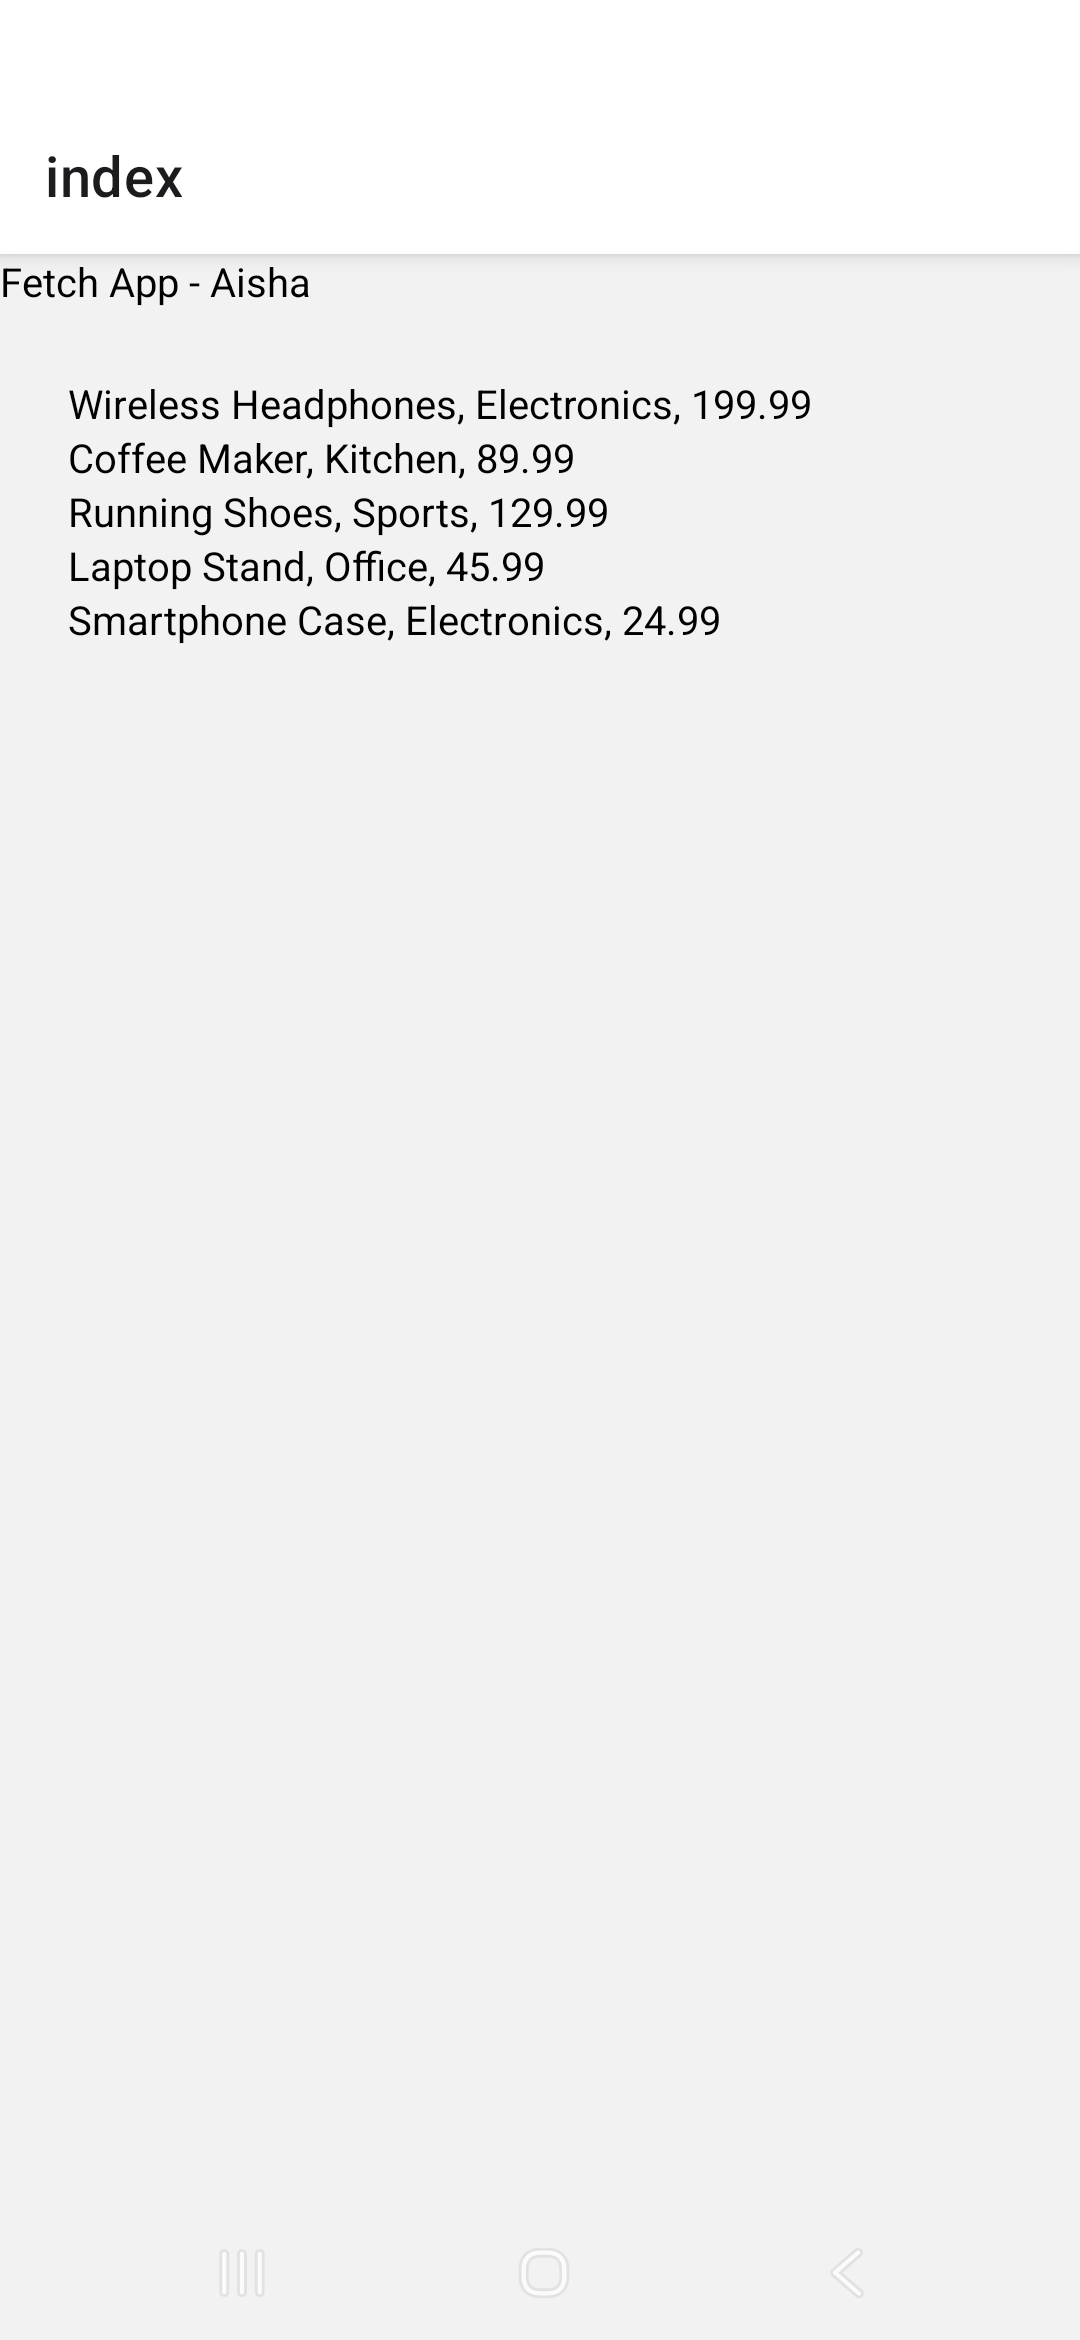 index
Fetch App - Aisha
Wireless Headphones, Electronics, 199.99
Coffee Maker, Kitchen, 89.99
Running Shoes, Sports, 129.99
Laptop Stand, Office, 45.99
Smartphone Case, Electronics, 24.99